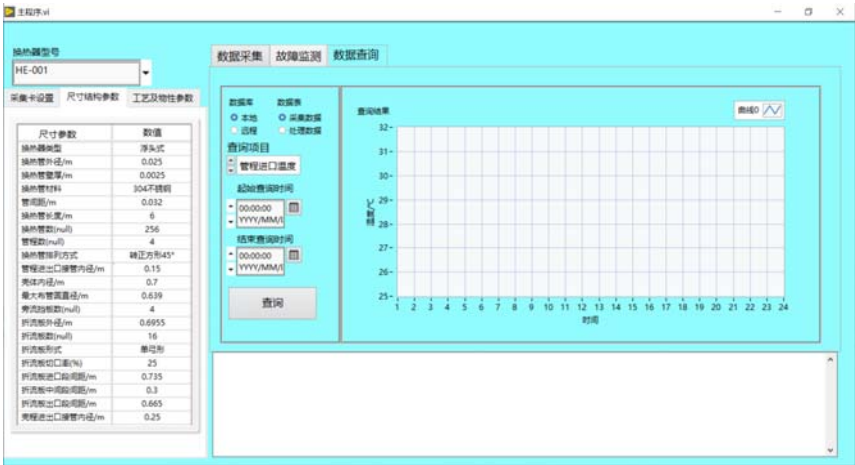 主程序.vi
换热器型号
HE-001
采集卡设置 尺寸结构参数 工艺及物性参数
尺寸参数 数值
换热器类型 浮头式
换热管外径/m 0.025
换热管壁厚/m 0.0025
换热管材料 304不锈钢
管间距/m 0.032
换热管长度/m 6
换热管数(null) 256
管程数(null) 4
换热管排列方式 转正方形45°
管程进出口接管内径/m 0.15
壳体内径/m 0.7
最大布管圆直径/m 0.639
旁流挡板数(null) 4
折流板外径/m 0.6955
折流板数(null) 16
折流板形式 单弓形
折流板切口率(%) 25
折流板进口段间距/m 0.735
折流板中间段间距/m 0.3
折流板出口段间距/m 0.665
壳程进出口接管内径/m 0.25
数据采集 故障监测 数据查询
数据库 数据表
本地 采集数据
远程 处理数据
查询项目
管程进口温度
起始查询时间
00:00:00
YYYY/MM/I
结束查询时间
00:00:00
YYYY/MM/I
查询
查询结果
曲线0
32
31
30
29
28
27
26
25
温度/℃
1 2 3 4 5 6 7 8 9 10 11 12 13 14 15 16 17 18 19 20 21 22 23 24
时间